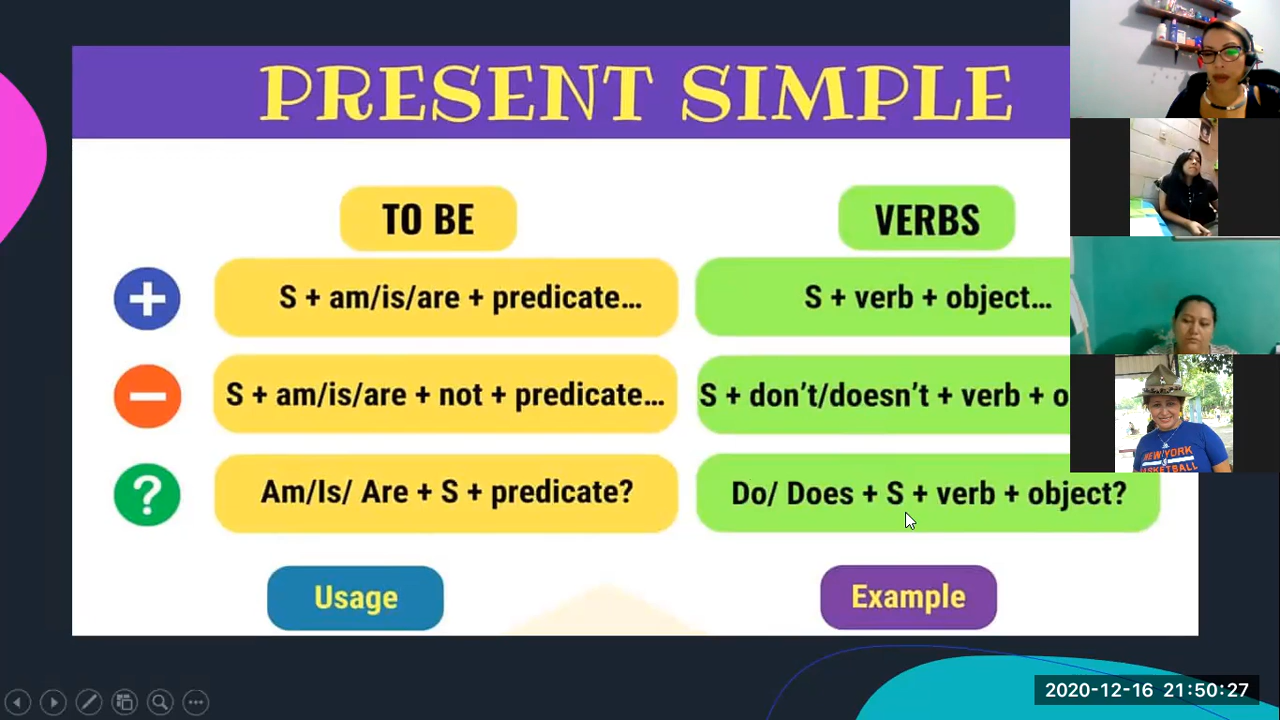 PRESENT SIMPLE
TO BE
VERBS
S + am/is/are + predicate...
S + verb + object...
S + am/is/are + not + predicate...
S + don't/doesn't + verb + o
Am/Is/ Are + S + predicate?
Do/ Does + S + verb + object?
Usage
Example
NEW YORK
BASKETBALL
2020-12-16 21:50:27